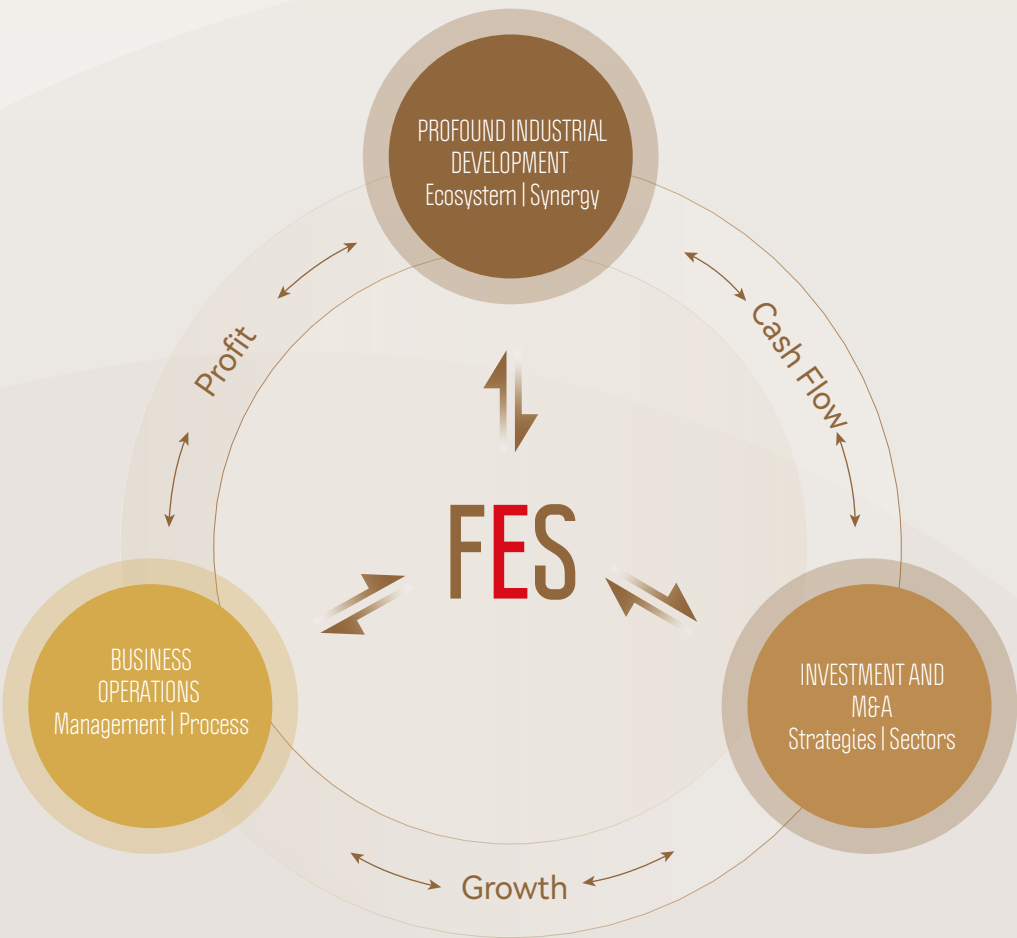 PROFOUND INDUSTRIAL
DEVELOPMENT
Ecosystem | Synergy
Profit
Cash Flow
FES
BUSINESS
OPERATIONS
Management | Process
INVESTMENT AND
M&A
Strategies | Sectors
Growth